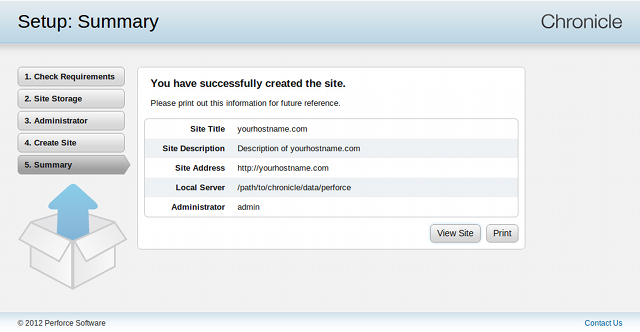 Setup: Summary
Chronicle
1. Check Requirements
2. Site Storage
3. Administrator
4. Create Site
5. Summary
You have successfully created the site.
Please print out this information for future reference.
Site Title yourhostname.com
Site Description Description of yourhostname.com
Site Address http://yourhostname.com
Local Server /path/to/chronicle/data/perforce
Administrator admin
View Site Print
© 2012 Perforce Software
Contact Us